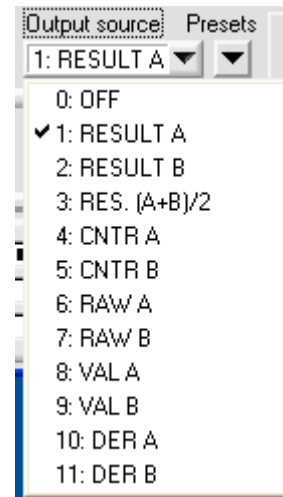 Output source Presets
1: RESULT A
0: OFF
1: RESULT A
2: RESULT B
3: RES. (A+B)/2
4: CNTR A
5: CNTR B
6: RAW A
7: RAW B
8: VAL A
9: VAL B
10: DER A
11: DER B